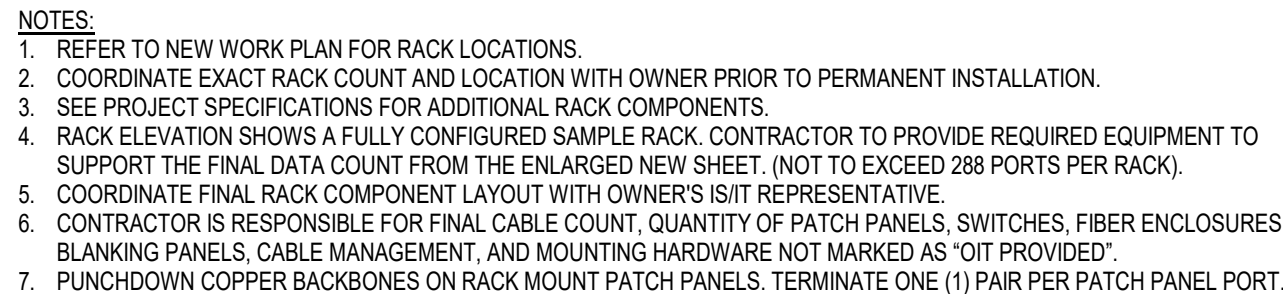 NOTES:
1. REFER TO NEW WORK PLAN FOR RACK LOCATIONS.
2. COORDINATE EXACT RACK COUNT AND LOCATION WITH OWNER PRIOR TO PERMANENT INSTALLATION.
3. SEE PROJECT SPECIFICATIONS FOR ADDITIONAL RACK COMPONENTS.
4. RACK ELEVATION SHOWS A FULLY CONFIGURED SAMPLE RACK. CONTRACTOR TO PROVIDE REQUIRED EQUIPMENT TO
SUPPORT THE FINAL DATA COUNT FROM THE ENLARGED NEW SHEET. (NOT TO EXCEED 288 PORTS PER RACK).
5. COORDINATE FINAL RACK COMPONENT LAYOUT WITH OWNER'S IS/IT REPRESENTATIVE.
6. CONTRACTOR IS RESPONSIBLE FOR FINAL CABLE COUNT, QUANTITY OF PATCH PANELS, SWITCHES, FIBER ENCLOSURES
BLANKING PANELS, CABLE MANAGEMENT, AND MOUNTING HARDWARE NOT MARKED AS “OIT PROVIDED”.
7. PUNCHDOWN COPPER BACKBONES ON RACK MOUNT PATCH PANELS. TERMINATE ONE (1) PAIR PER PATCH PANEL PORT.